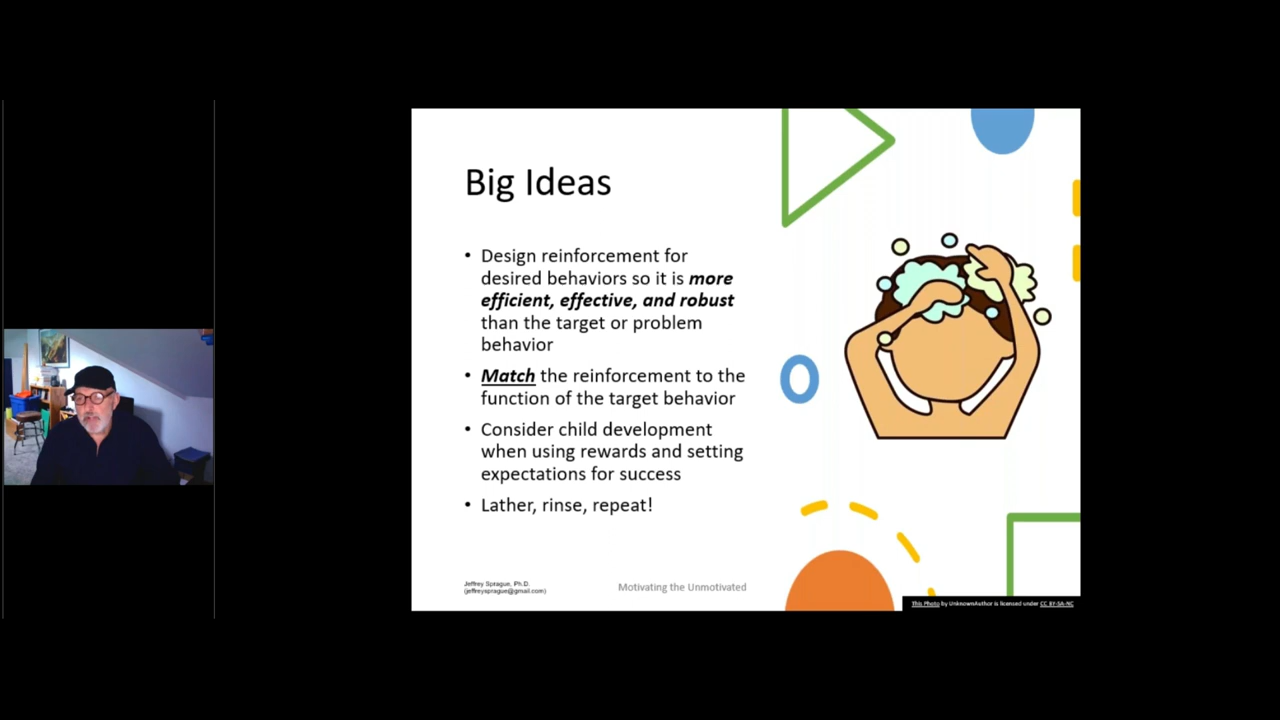 Big Ideas
• Design reinforcement for
desired behaviors so it is more
efficient, effective, and robust
than the target or problem
behavior
• Match the reinforcement to the
function of the target behavior
• Consider child development
when using rewards and setting
expectations for success
• Lather, rinse, repeat!
Jeffrey Sprague, Ph.D.
(jeffreysprague@gmail.com)
Motivating the Unmotivated
This Photo by UnknownAuthor is licensed under CC BY-SA-NC